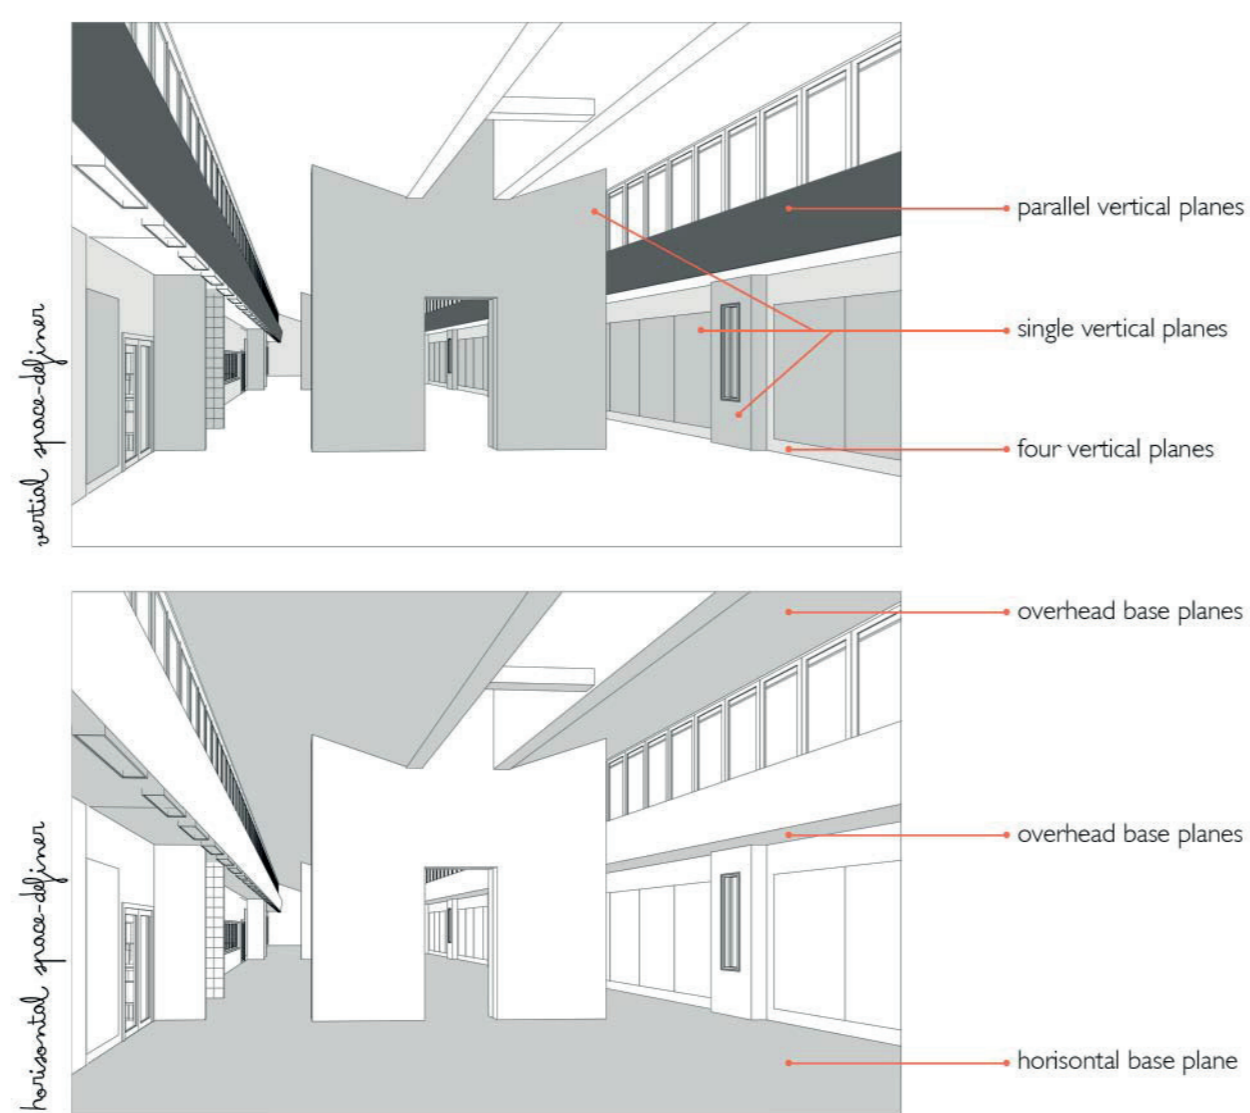 vertial space-definer
parallel vertical planes
single vertical planes
four vertical planes
horisontal space-definer
overhead base planes
overhead base planes
horisontal base plane